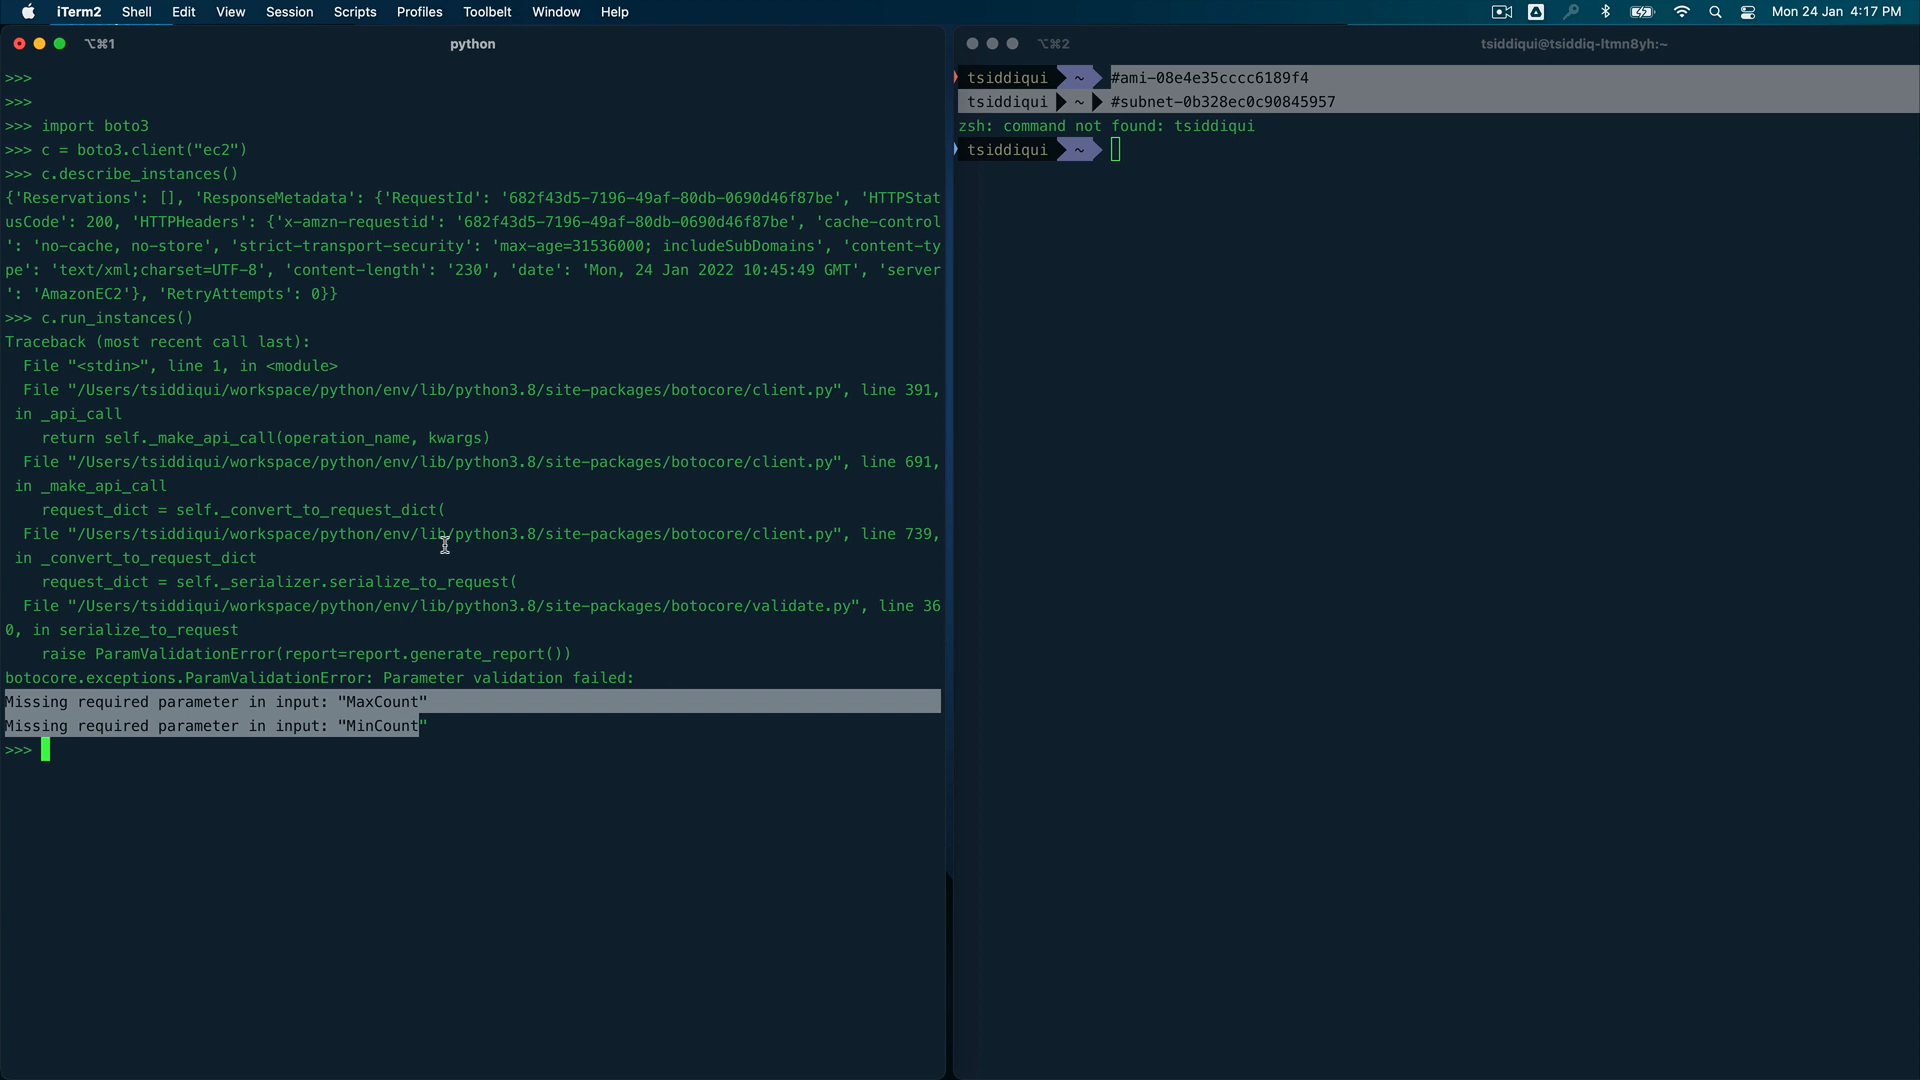 iTerm2 Shell Edit View Session Scripts Profiles Toolbelt Window Help Mon 24 Jan 4:17 PM
⌥⌘1 python
>>>
>>>
>>> import boto3
>>> c = boto3.client("ec2")
>>> c.describe_instances()
{'Reservations': [], 'ResponseMetadata': {'RequestId': '682f43d5-7196-49af-80db-0690d46f87be', 'HTTPStat
usCode': 200, 'HTTPHeaders': {'x-amzn-requestid': '682f43d5-7196-49af-80db-0690d46f87be', 'cache-control
': 'no-cache, no-store', 'strict-transport-security': 'max-age=31536000; includeSubDomains', 'content-ty
pe': 'text/xml;charset=UTF-8', 'content-length': '230', 'date': 'Mon, 24 Jan 2022 10:45:49 GMT', 'server
': 'AmazonEC2'}, 'RetryAttempts': 0}}
>>> c.run_instances()
Traceback (most recent call last):
  File "<stdin>", line 1, in <module>
  File "/Users/tsiddiqui/workspace/python/env/lib/python3.8/site-packages/botocore/client.py", line 391,
 in _api_call
    return self._make_api_call(operation_name, kwargs)
  File "/Users/tsiddiqui/workspace/python/env/lib/python3.8/site-packages/botocore/client.py", line 691,
 in _make_api_call
    request_dict = self._convert_to_request_dict(
  File "/Users/tsiddiqui/workspace/python/env/lib/python3.8/site-packages/botocore/client.py", line 739,
 in _convert_to_request_dict
    request_dict = self._serializer.serialize_to_request(
  File "/Users/tsiddiqui/workspace/python/env/lib/python3.8/site-packages/botocore/validate.py", line 36
0, in serialize_to_request
    raise ParamValidationError(report=report.generate_report())
botocore.exceptions.ParamValidationError: Parameter validation failed:
Missing required parameter in input: "MaxCount"
Missing required parameter in input: "MinCount"
>>>
⌥⌘2 tsiddiqui@tsiddiq-ltmn8yh:~
tsiddiqui ~ #ami-08e4e35cccc6189f4
tsiddiqui ~ #subnet-0b328ec0c90845957
zsh: command not found: tsiddiqui
tsiddiqui ~